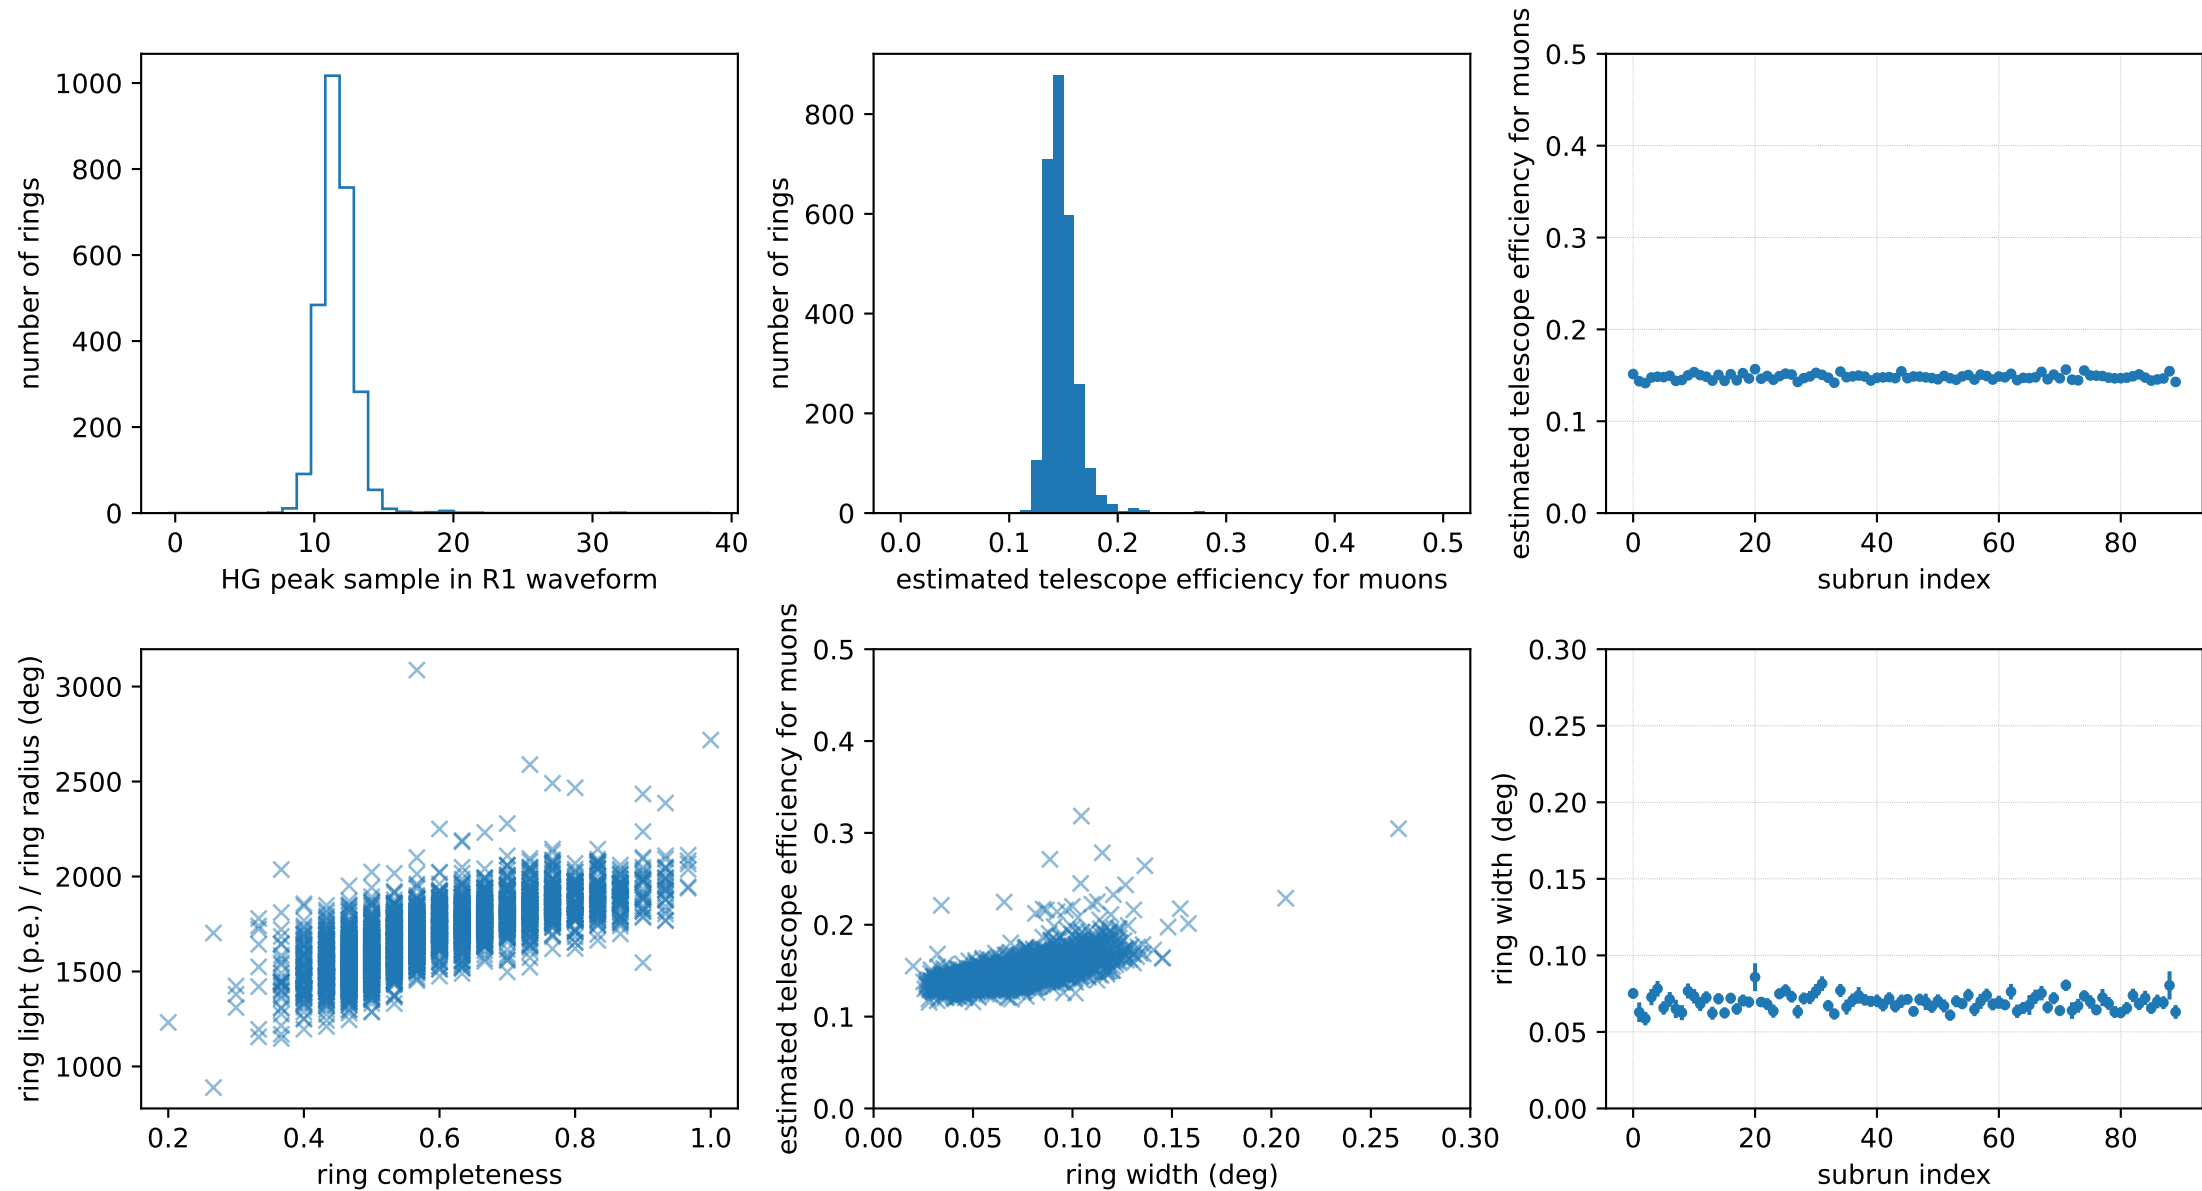 number of rings
1000
800
600
400
200
0
0 10 20 30 40
HG peak sample in R1 waveform
number of rings
800
600
400
200
0
0.0 0.1 0.2 0.3 0.4 0.5
estimated telescope efficiency for muons
estimated telescope efficiency for muons
0.5
0.4
0.3
0.2
0.1
0.0
0 20 40 60 80
subrun index
ring light (p.e.) / ring radius (deg)
3000
2500
2000
1500
1000
0.2 0.4 0.6 0.8 1.0
ring completeness
estimated telescope efficiency for muons
0.5
0.4
0.3
0.2
0.1
0.0
0.00 0.05 0.10 0.15 0.20 0.25 0.30
ring width (deg)
ring width (deg)
0.30
0.25
0.20
0.15
0.10
0.05
0.00
0 20 40 60 80
subrun index